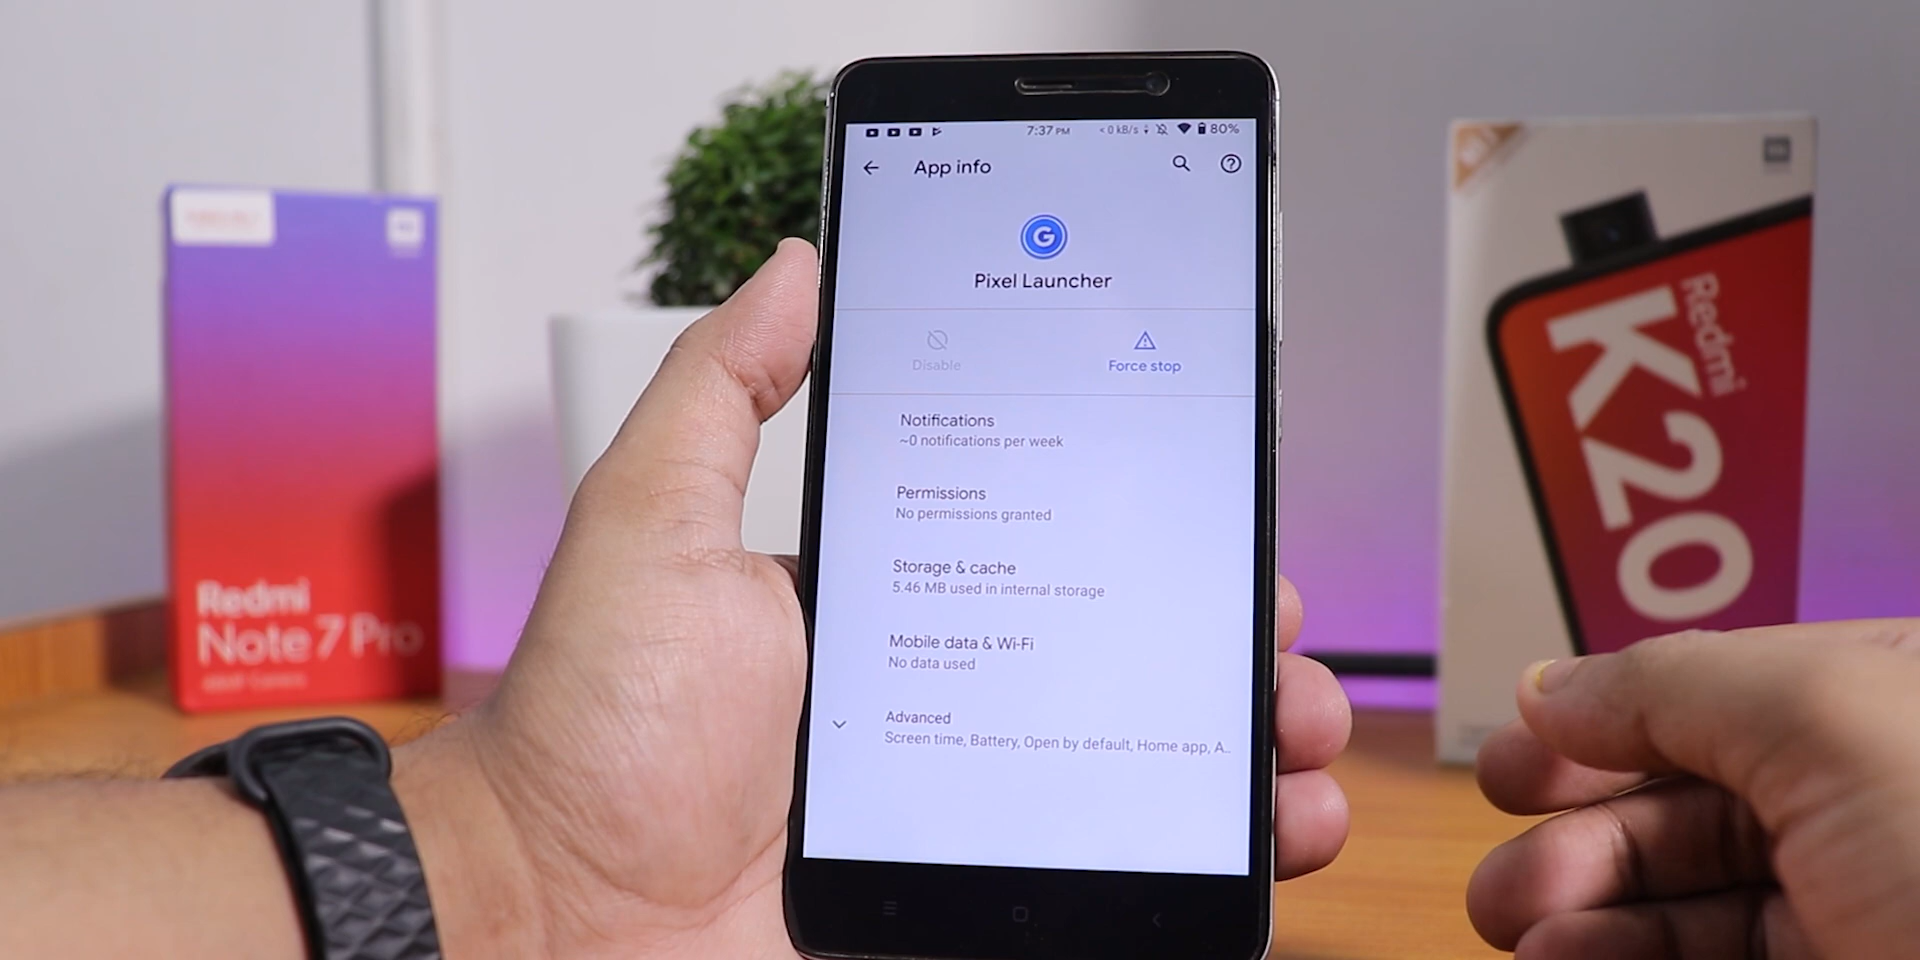 7:37 PM
< 0 kB/s
80%
App info
G
Pixel Launcher
Disable
Force stop
Notifications
~0 notifications per week
Permissions
No permissions granted
Storage & cache
5.46 MB used in internal storage
Mobile data & Wi-Fi
No data used
Advanced
Screen time, Battery, Open by default, Home app, A..
Redmi
Note 7 Pro
Redmi
K20